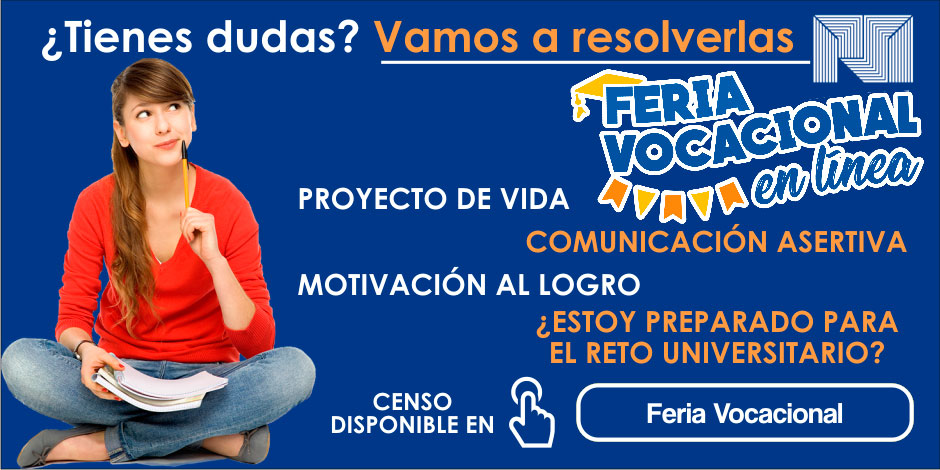 ¿Tienes dudas? Vamos a resolverlas
FERIA
VOCACIONAL
en línea
PROYECTO DE VIDA
COMUNICACIÓN ASERTIVA
MOTIVACIÓN AL LOGRO
¿ESTOY PREPARADO PARA
EL RETO UNIVERSITARIO?
CENSO
DISPONIBLE EN
Feria Vocacional